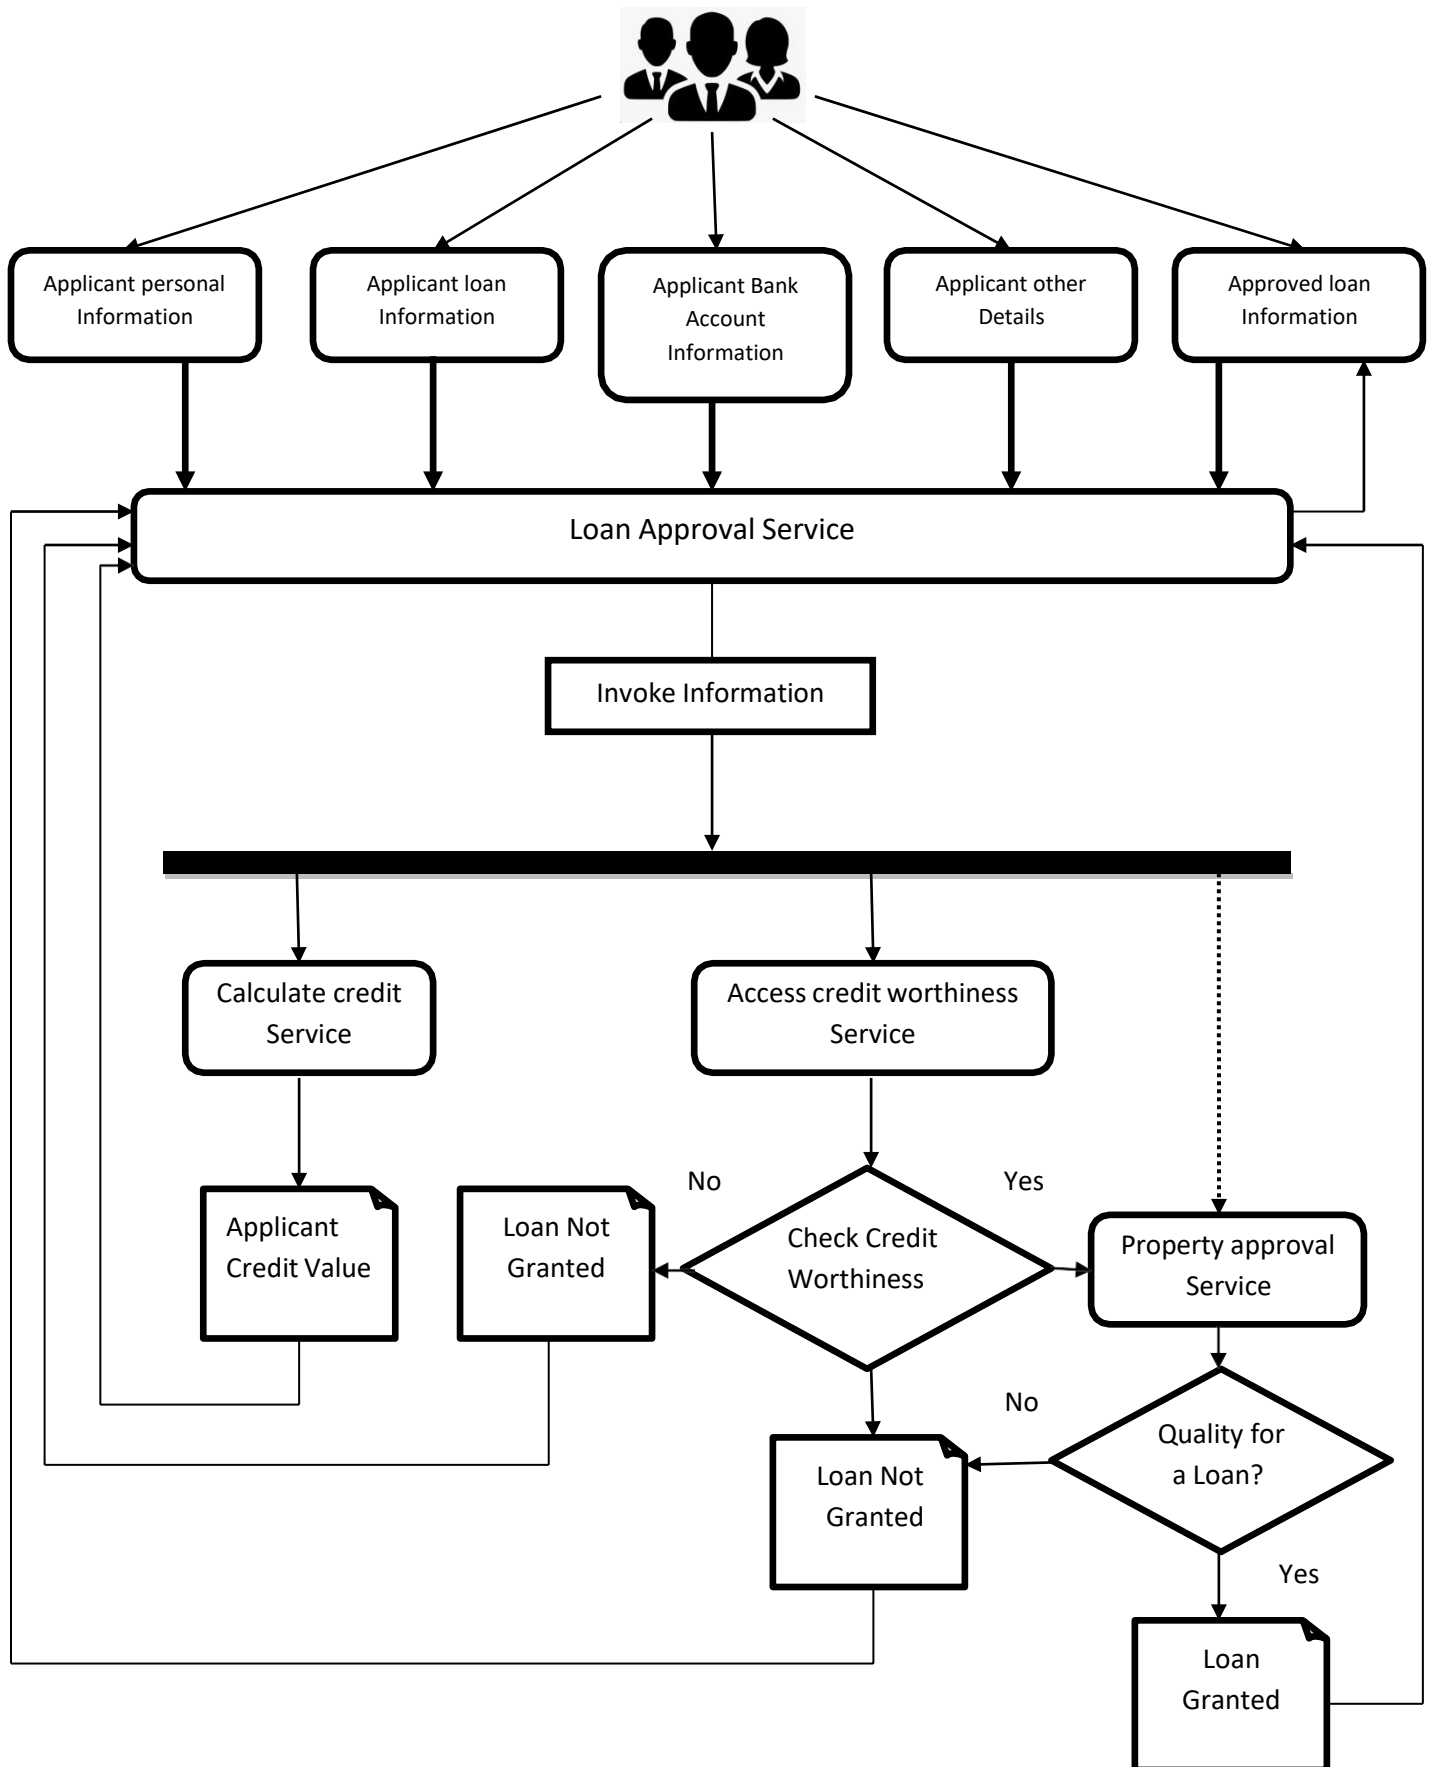 Applicant personal
Information
Applicant loan
Information
Applicant Bank
Account
Information
Applicant other
Details
Approved loan
Information
Loan Approval Service
Invoke Information
Calculate credit
Service
Access credit worthiness
Service
No
Yes
Applicant
Credit Value
Loan Not
Granted
Check Credit
Worthiness
Property approval
Service
No
Quality for
a Loan?
Loan Not
Granted
Yes
Loan
Granted